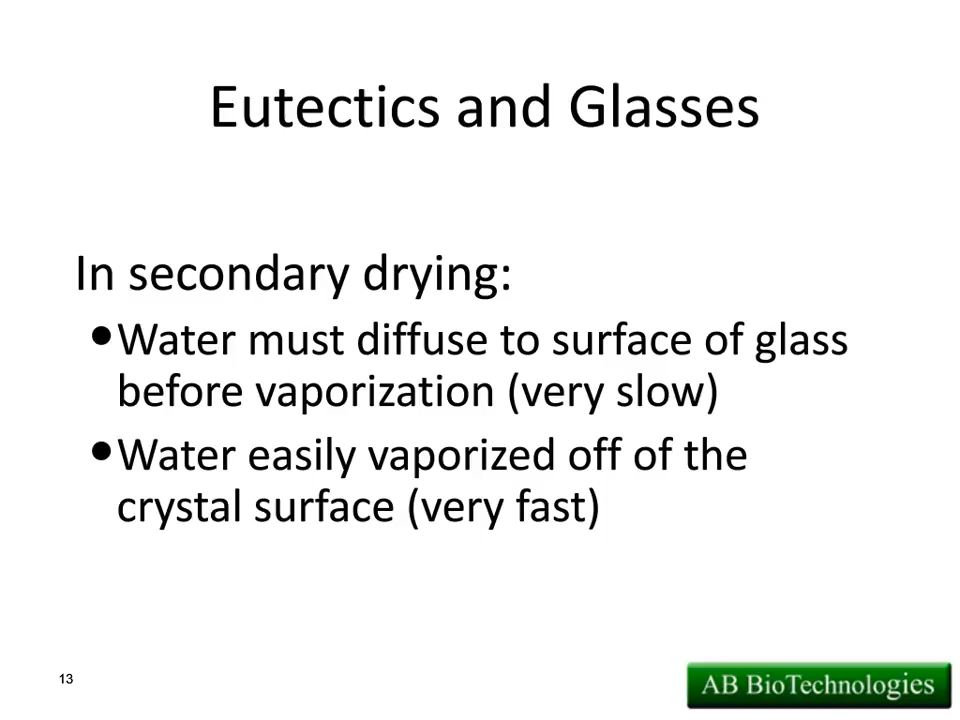 Eutectics and Glasses
In secondary drying:
•Water must diffuse to surface of glass
before vaporization (very slow)
•Water easily vaporized off of the
crystal surface (very fast)
13
AB BioTechnologies